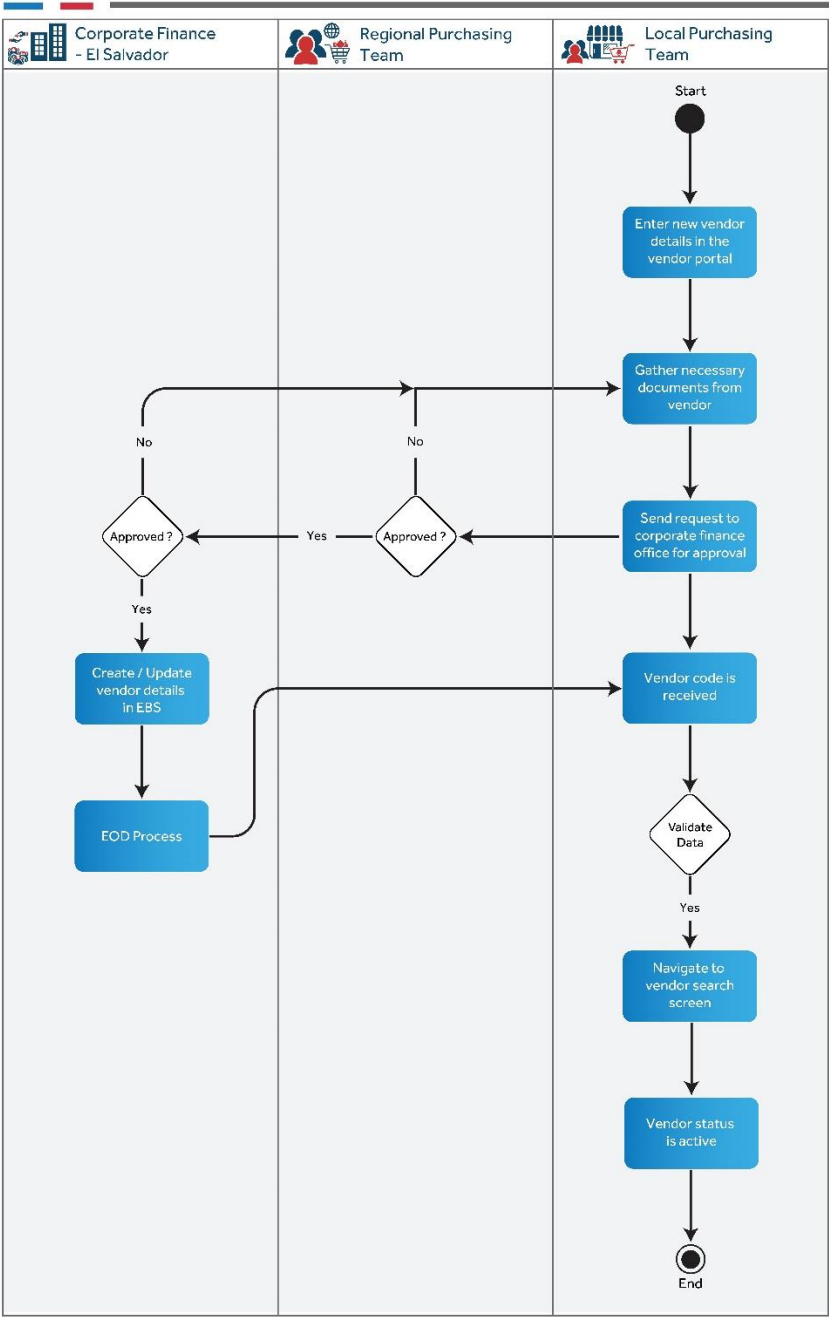 Corporate Finance
- El Salvador
Regional Purchasing
Team
Local Purchasing
Team
Start
Enter new vendor
details in the
vendor portal
Gather necessary
documents from
vendor
No
No
Send request to
corporate finance
office for approval
Approved ?
Yes
Approved ?
Yes
Create / Update
vendor details
in EBS
Vendor code is
received
EOD Process
Validate
Data
Yes
Navigate to
vendor search
screen
Vendor status
is active
End